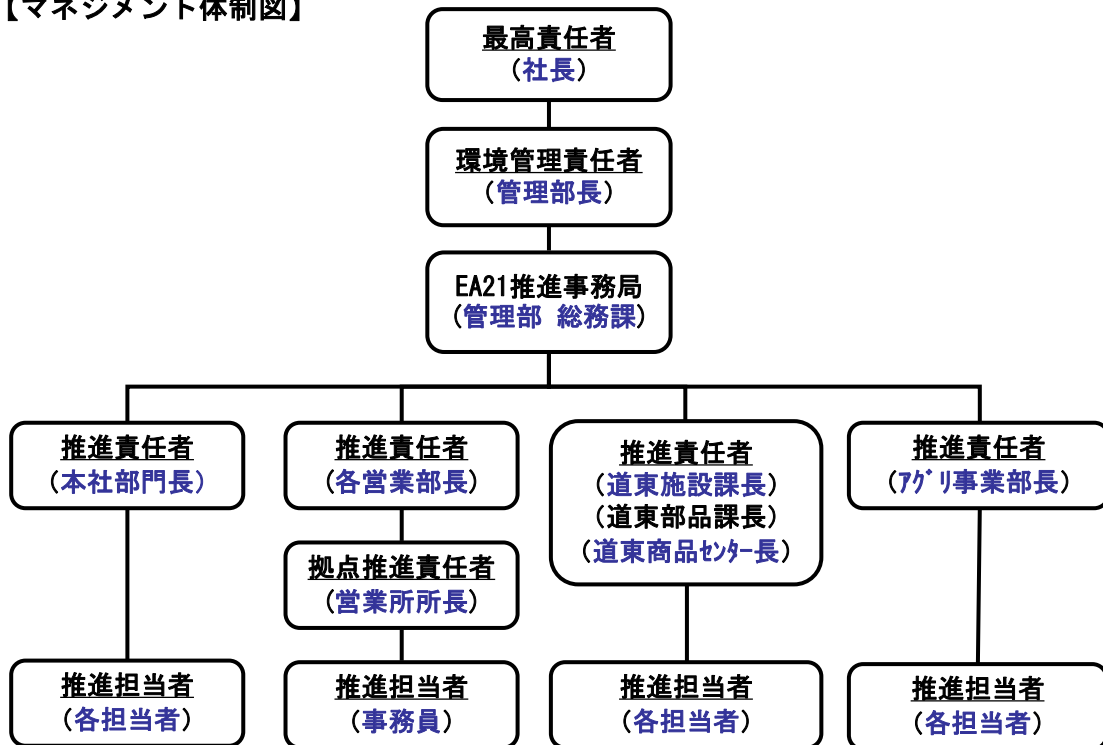 【マネジメント体制図】
最高責任者
（社長）
環境管理責任者
（管理部長）
EA21推進事務局
（管理部 総務課）
推進責任者
（本社部門長）
推進責任者
（各営業部長）
推進責任者
（道東施設課長）
（道東部品課長）
（道東商品ｾﾝﾀｰ長）
推進責任者
（ｱｸﾞﾘ事業部長）
拠点推進責任者
（営業所所長）
推進担当者
（各担当者）
推進担当者
（事務員）
推進担当者
（各担当者）
推進担当者
（各担当者）